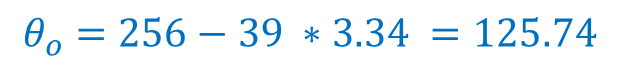 θₒ = 256 − 39 ∗ 3.34 = 125.74